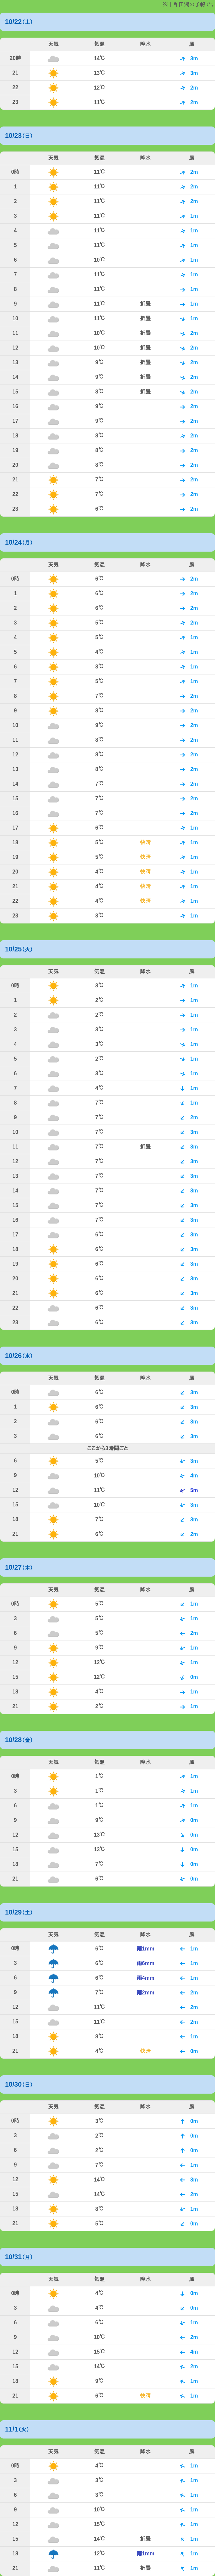 ※十和田湖の予報です
10/22(土)
天気 気温 降水 風
20時 14℃ 3m
21 13℃ 3m
22 12℃ 2m
23 11℃ 2m
10/23(日)
天気 気温 降水 風
0時 11℃ 2m
1 11℃ 2m
2 11℃ 2m
3 11℃ 1m
4 11℃ 1m
5 11℃ 1m
6 10℃ 1m
7 11℃ 1m
8 11℃ 1m
9 11℃ 折畳 1m
10 11℃ 折畳 1m
11 10℃ 折畳 2m
12 10℃ 折畳 2m
13 9℃ 折畳 2m
14 9℃ 折畳 2m
15 8℃ 折畳 2m
16 9℃ 2m
17 9℃ 2m
18 8℃ 2m
19 8℃ 2m
20 8℃ 2m
21 7℃ 2m
22 7℃ 2m
23 6℃ 2m
10/24(月)
天気 気温 降水 風
0時 6℃ 2m
1 6℃ 2m
2 6℃ 2m
3 5℃ 2m
4 5℃ 1m
5 4℃ 1m
6 3℃ 1m
7 5℃ 1m
8 7℃ 2m
9 8℃ 2m
10 9℃ 2m
11 8℃ 2m
12 8℃ 2m
13 8℃ 2m
14 7℃ 2m
15 7℃ 2m
16 7℃ 2m
17 6℃ 1m
18 5℃ 快晴 1m
19 5℃ 快晴 1m
20 4℃ 快晴 1m
21 4℃ 快晴 1m
22 4℃ 快晴 1m
23 3℃ 1m
10/25(火)
天気 気温 降水 風
0時 3℃ 1m
1 2℃ 1m
2 2℃ 1m
3 3℃ 1m
4 3℃ 1m
5 2℃ 1m
6 3℃ 1m
7 4℃ 1m
8 7℃ 1m
9 7℃ 2m
10 7℃ 3m
11 7℃ 折畳 3m
12 7℃ 3m
13 7℃ 3m
14 7℃ 3m
15 7℃ 3m
16 7℃ 3m
17 6℃ 3m
18 6℃ 3m
19 6℃ 3m
20 6℃ 3m
21 6℃ 3m
22 6℃ 3m
23 6℃ 3m
10/26(水)
天気 気温 降水 風
0時 6℃ 3m
1 6℃ 3m
2 6℃ 3m
3 6℃ 3m
ここから3時間ごと
6 5℃ 3m
9 10℃ 4m
12 11℃ 5m
15 10℃ 3m
18 7℃ 3m
21 6℃ 2m
10/27(木)
天気 気温 降水 風
0時 5℃ 1m
3 5℃ 1m
6 5℃ 2m
9 9℃ 1m
12 12℃ 1m
15 12℃ 0m
18 4℃ 1m
21 2℃ 1m
10/28(金)
天気 気温 降水 風
0時 1℃ 1m
3 1℃ 1m
6 1℃ 1m
9 9℃ 0m
12 13℃ 0m
15 13℃ 0m
18 7℃ 0m
21 6℃ 0m
10/29(土)
天気 気温 降水 風
0時 6℃ 雨1mm 1m
3 6℃ 雨6mm 1m
6 6℃ 雨4mm 1m
9 7℃ 雨2mm 2m
12 11℃ 2m
15 11℃ 2m
18 8℃ 1m
21 4℃ 快晴 0m
10/30(日)
天気 気温 降水 風
0時 3℃ 0m
3 2℃ 0m
6 2℃ 0m
9 7℃ 1m
12 14℃ 3m
15 14℃ 2m
18 8℃ 1m
21 5℃ 0m
10/31(月)
天気 気温 降水 風
0時 4℃ 0m
3 4℃ 0m
6 6℃ 1m
9 10℃ 2m
12 15℃ 4m
15 14℃ 2m
18 9℃ 1m
21 6℃ 快晴 1m
11/1(火)
天気 気温 降水 風
0時 4℃ 1m
3 3℃ 1m
6 3℃ 1m
9 10℃ 1m
12 15℃ 1m
15 14℃ 折畳 1m
18 12℃ 雨1mm 1m
21 11℃ 折畳 1m